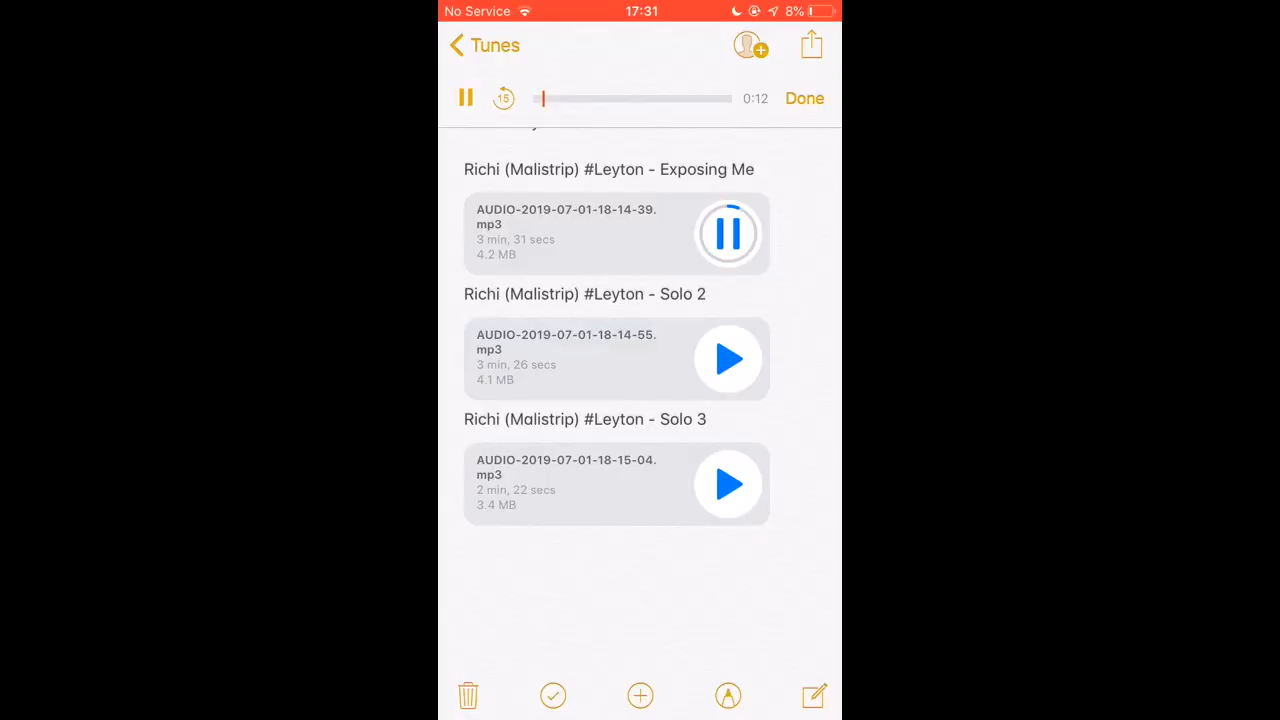 No Service 17:31 8%
Tunes
15 0:12 Done
Richi (Malistrip) #Leyton - Exposing Me
AUDIO-2019-07-01-18-14-39.
mp3
3 min, 31 secs
4.2 MB
Richi (Malistrip) #Leyton - Solo 2
AUDIO-2019-07-01-18-14-55.
mp3
3 min, 26 secs
4.1 MB
Richi (Malistrip) #Leyton - Solo 3
AUDIO-2019-07-01-18-15-04.
mp3
2 min, 22 secs
3.4 MB